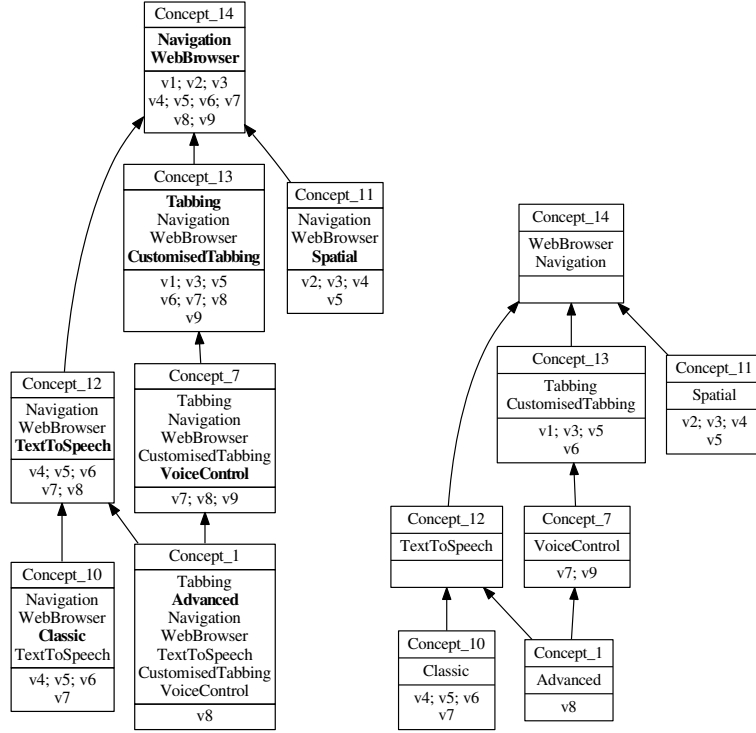 Concept_14
Navigation
WebBrowser
v1; v2; v3
v4; v5; v6; v7
v8; v9
Concept_13
Tabbing
Navigation
WebBrowser
CustomisedTabbing
v1; v3; v5
v6; v7; v8
v9
Concept_11
Navigation
WebBrowser
Spatial
v2; v3; v4
v5
Concept_12
Navigation
WebBrowser
TextToSpeech
v4; v5; v6
v7; v8
Concept_7
Tabbing
Navigation
WebBrowser
CustomisedTabbing
VoiceControl
v7; v8; v9
Concept_10
Navigation
WebBrowser
Classic
TextToSpeech
v4; v5; v6
v7
Concept_1
Tabbing
Advanced
Navigation
WebBrowser
TextToSpeech
CustomisedTabbing
VoiceControl
v8
Concept_14
WebBrowser
Navigation
Concept_13
Tabbing
CustomisedTabbing
v1; v3; v5
v6
Concept_11
Spatial
v2; v3; v4
v5
Concept_12
TextToSpeech
Concept_7
VoiceControl
v7; v9
Concept_10
Classic
v4; v5; v6
v7
Concept_1
Advanced
v8